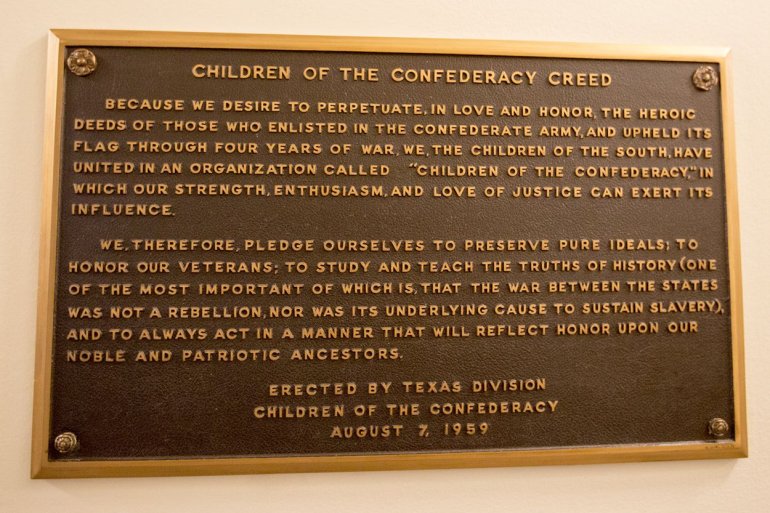 CHILDREN OF THE CONFEDERACY CREED
BECAUSE WE DESIRE TO PERPETUATE, IN LOVE AND HONOR, THE HEROIC
DEEDS OF THOSE WHO ENLISTED IN THE CONFEDERATE ARMY, AND UPHELD ITS
FLAG THROUGH FOUR YEARS OF WAR, WE, THE CHILDREN OF THE SOUTH, HAVE
UNITED IN AN ORGANIZATION CALLED "CHILDREN OF THE CONFEDERACY," IN
WHICH OUR STRENGTH, ENTHUSIASM, AND LOVE OF JUSTICE CAN EXERT ITS
INFLUENCE.
WE, THEREFORE, PLEDGE OURSELVES TO PRESERVE PURE IDEALS; TO
HONOR OUR VETERANS; TO STUDY AND TEACH THE TRUTHS OF HISTORY (ONE
OF THE MOST IMPORTANT OF WHICH IS, THAT THE WAR BETWEEN THE STATES
WAS NOT A REBELLION, NOR WAS ITS UNDERLYING CAUSE TO SUSTAIN SLAVERY),
AND TO ALWAYS ACT IN A MANNER THAT WILL REFLECT HONOR UPON OUR
NOBLE AND PATRIOTIC ANCESTORS.
ERECTED BY TEXAS DIVISION
CHILDREN OF THE CONFEDERACY
AUGUST 7, 1959